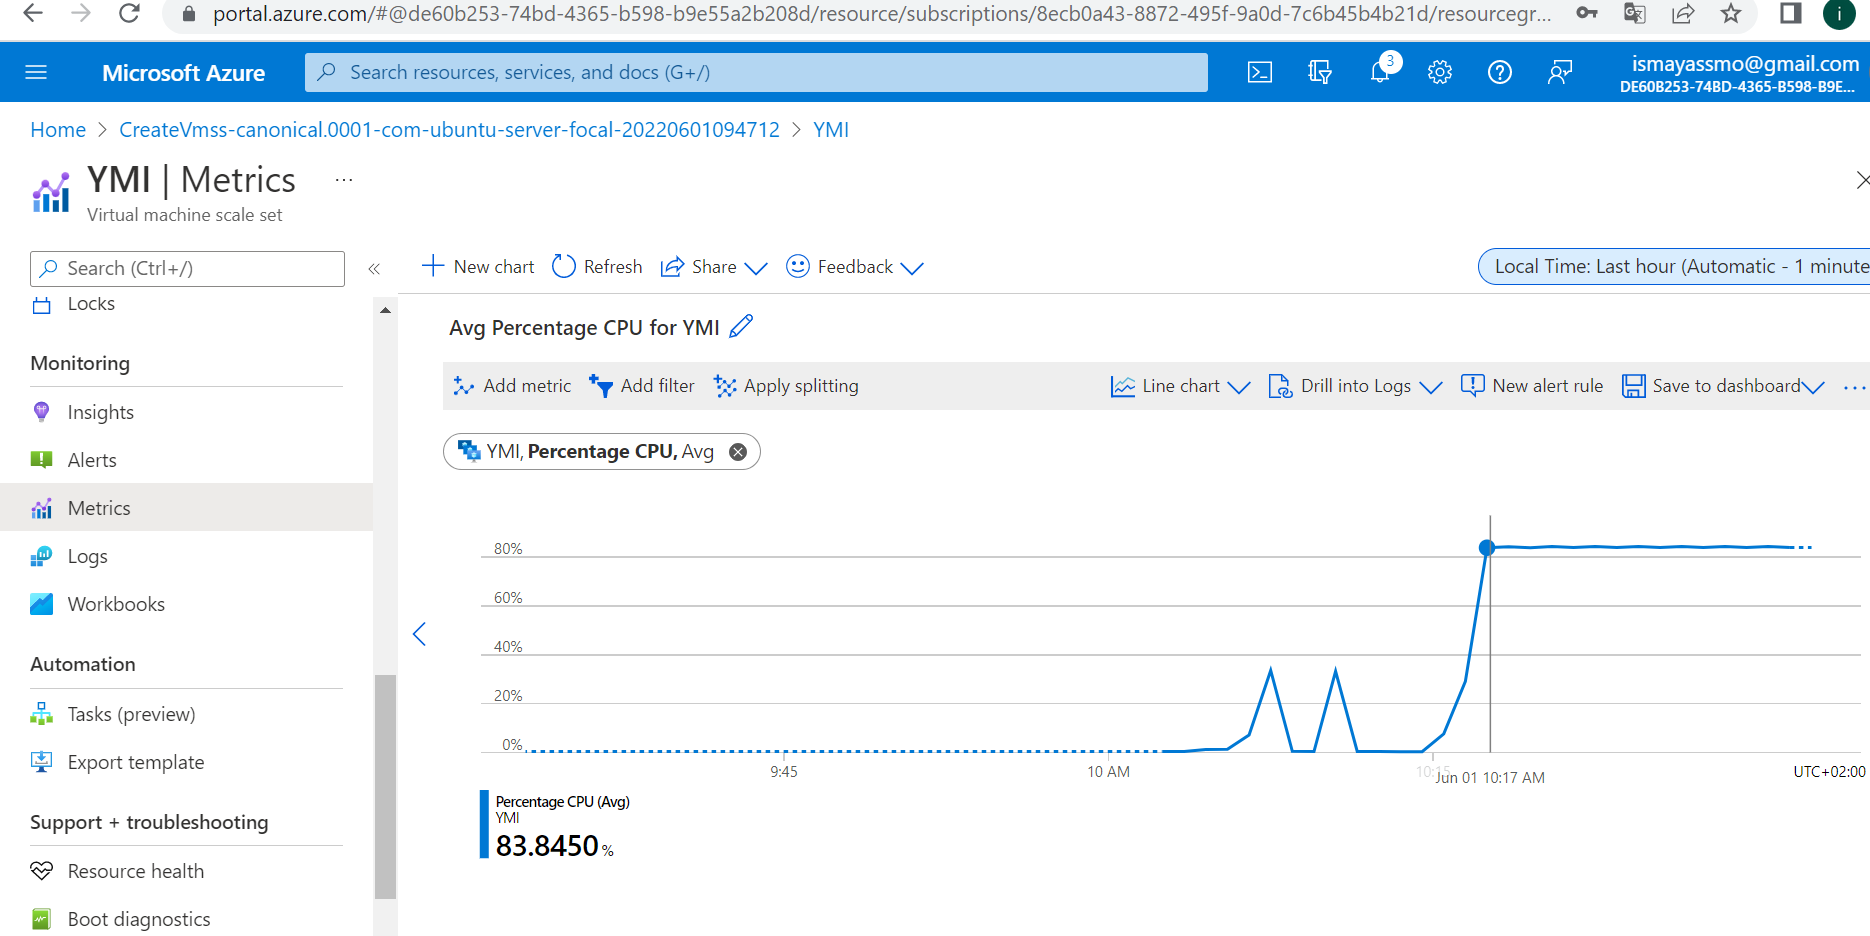 portal.azure.com/#@de60b253-74bd-4365-b598-b9e55a2b208d/resource/subscriptions/8ecb0a43-8872-495f-9a0d-7c6b45b4b21d/resourcegr...
i
Microsoft Azure
Search resources, services, and docs (G+/)
3
ismayassmo@gmail.com
DE60B253-74BD-4365-B598-B9E...
Home > CreateVmss-canonical.0001-com-ubuntu-server-focal-20220601094712 > YMI
YMI | Metrics ...
Virtual machine scale set
Search (Ctrl+/)
«
New chart
Refresh
Share
Feedback
Local Time: Last hour (Automatic - 1 minute
Locks
Monitoring
Insights
Alerts
Metrics
Logs
Workbooks
Automation
Tasks (preview)
Export template
Support + troubleshooting
Resource health
Boot diagnostics
Avg Percentage CPU for YMI
Add metric
Add filter
Apply splitting
Line chart
Drill into Logs
New alert rule
Save to dashboard
...
YMI, Percentage CPU, Avg
80%
60%
40%
20%
0%
9:45
10 AM
10:15
Jun 01 10:17 AM
UTC+02:00
Percentage CPU (Avg)
YMI
83.8450 %